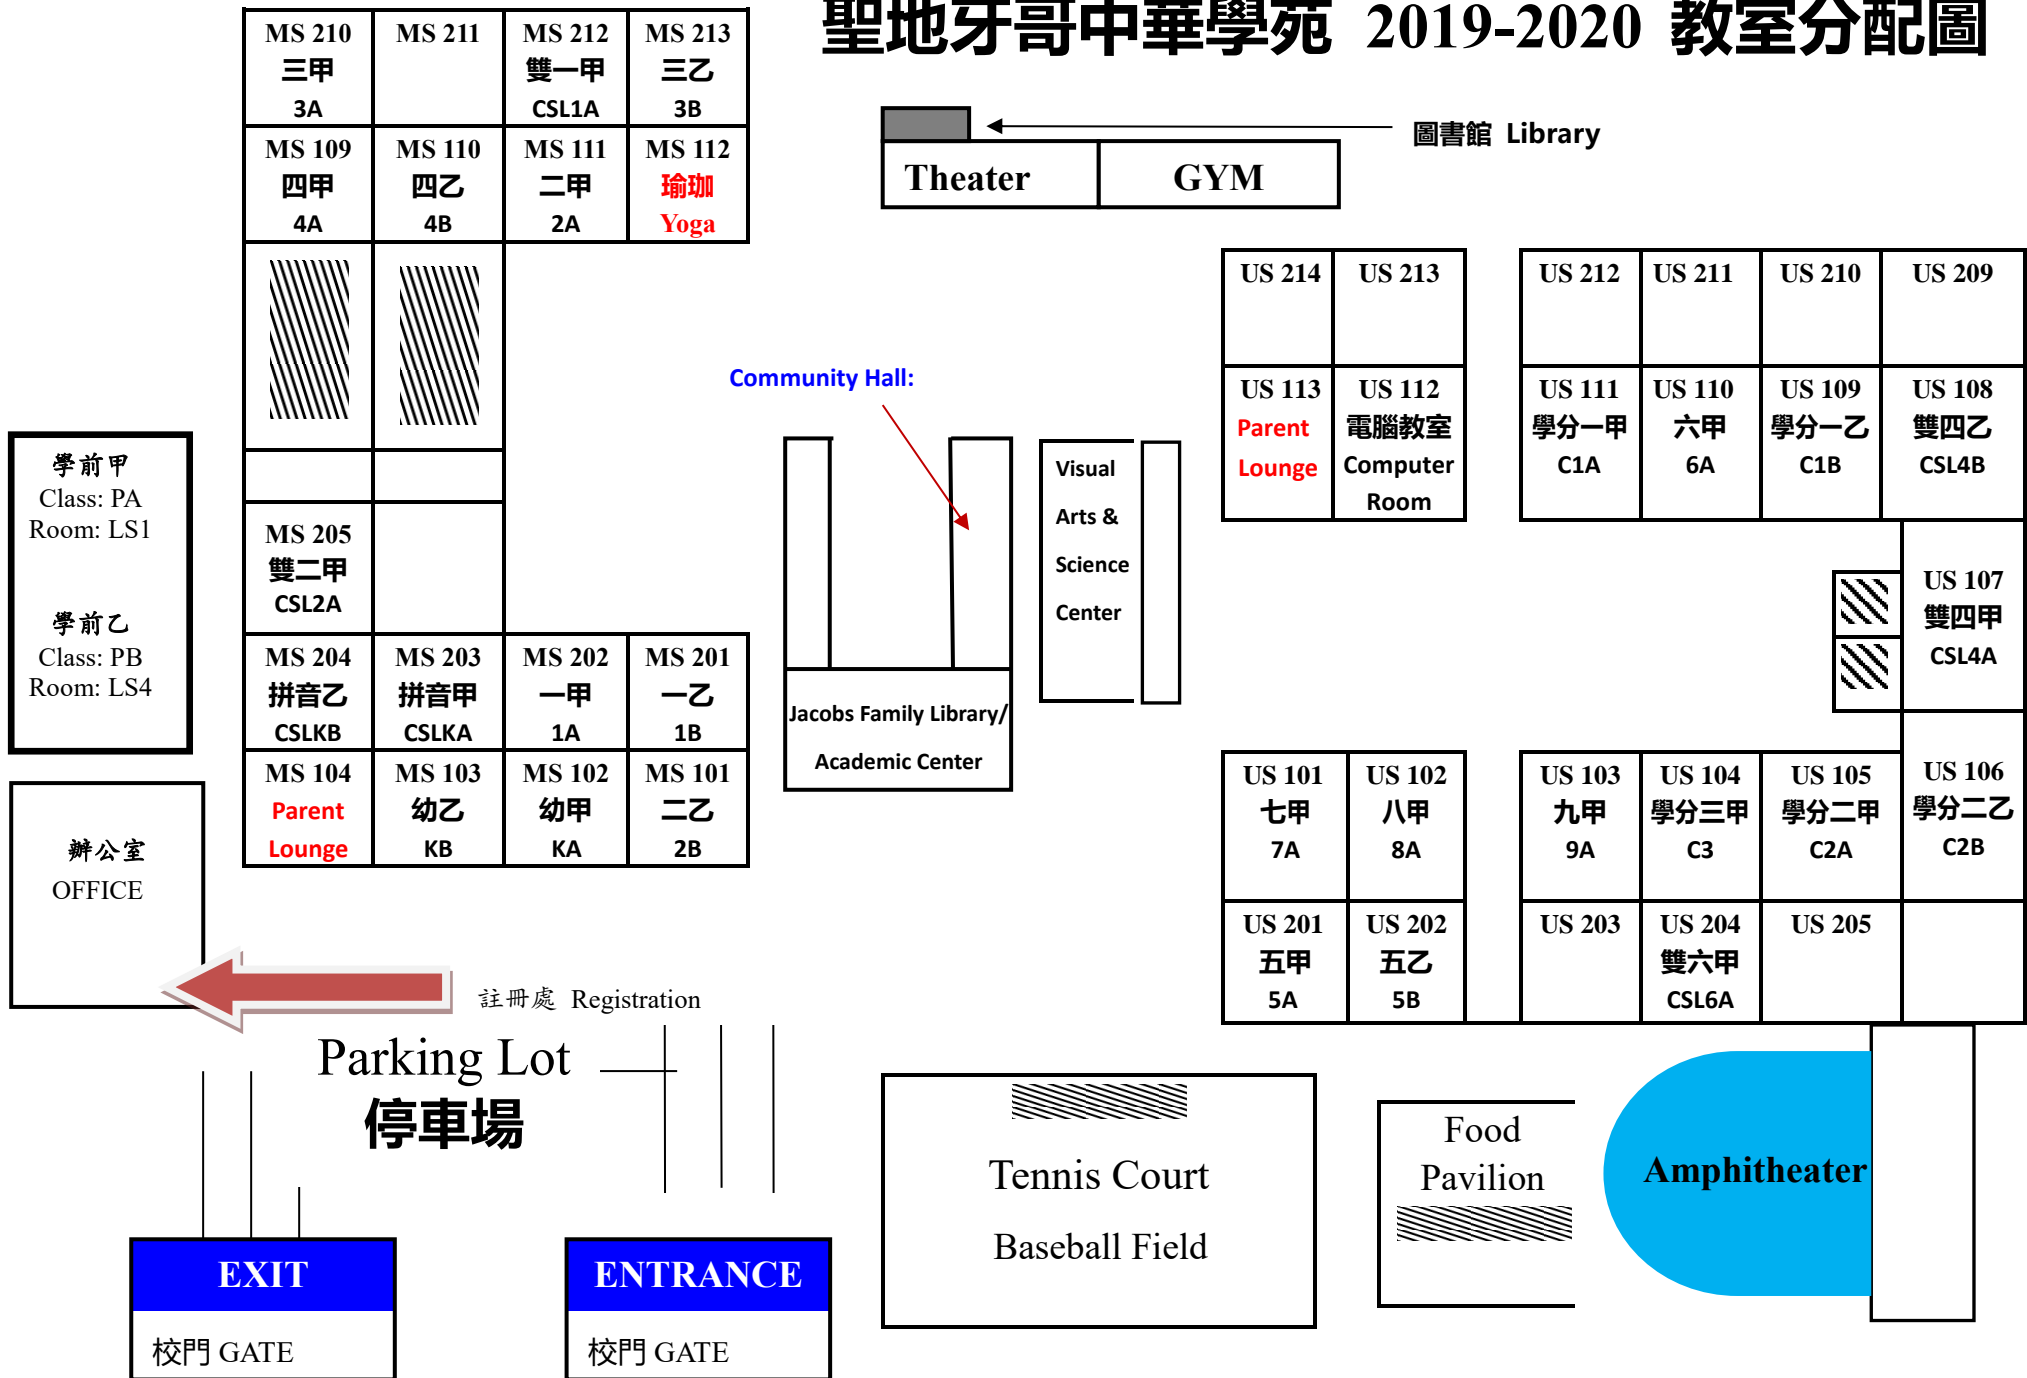 聖地牙哥中華學苑 2019-2020 教室分配圖
MS 210
三甲
3A
MS 211
MS 212
雙一甲
CSL1A
MS 213
三乙
3B
MS 109
四甲
4A
MS 110
四乙
4B
MS 111
二甲
2A
MS 112
瑜珈
Yoga
圖書館 Library
Theater
GYM
US 214
US 213
US 212
US 211
US 210
US 209
US 113
Parent
Lounge
US 112
電腦教室
Computer
Room
US 111
學分一甲
C1A
US 110
六甲
6A
US 109
學分一乙
C1B
US 108
雙四乙
CSL4B
Community Hall:
Visual
Arts &
Science
Center
學前甲
Class: PA
Room: LS1
學前乙
Class: PB
Room: LS4
MS 205
雙二甲
CSL2A
US 107
雙四甲
CSL4A
MS 204
拼音乙
CSLKB
MS 203
拼音甲
CSLKA
MS 202
一甲
1A
MS 201
一乙
1B
Jacobs Family Library/
Academic Center
MS 104
Parent
Lounge
MS 103
幼乙
KB
MS 102
幼甲
KA
MS 101
二乙
2B
US 101
七甲
7A
US 102
八甲
8A
US 103
九甲
9A
US 104
學分三甲
C3
US 105
學分二甲
C2A
US 106
學分二乙
C2B
辦公室
OFFICE
US 201
五甲
5A
US 202
五乙
5B
US 203
US 204
雙六甲
CSL6A
US 205
註冊處 Registration
Parking Lot
停車場
Tennis Court
Baseball Field
Food
Pavilion
Amphitheater
EXIT
校門 GATE
ENTRANCE
校門 GATE